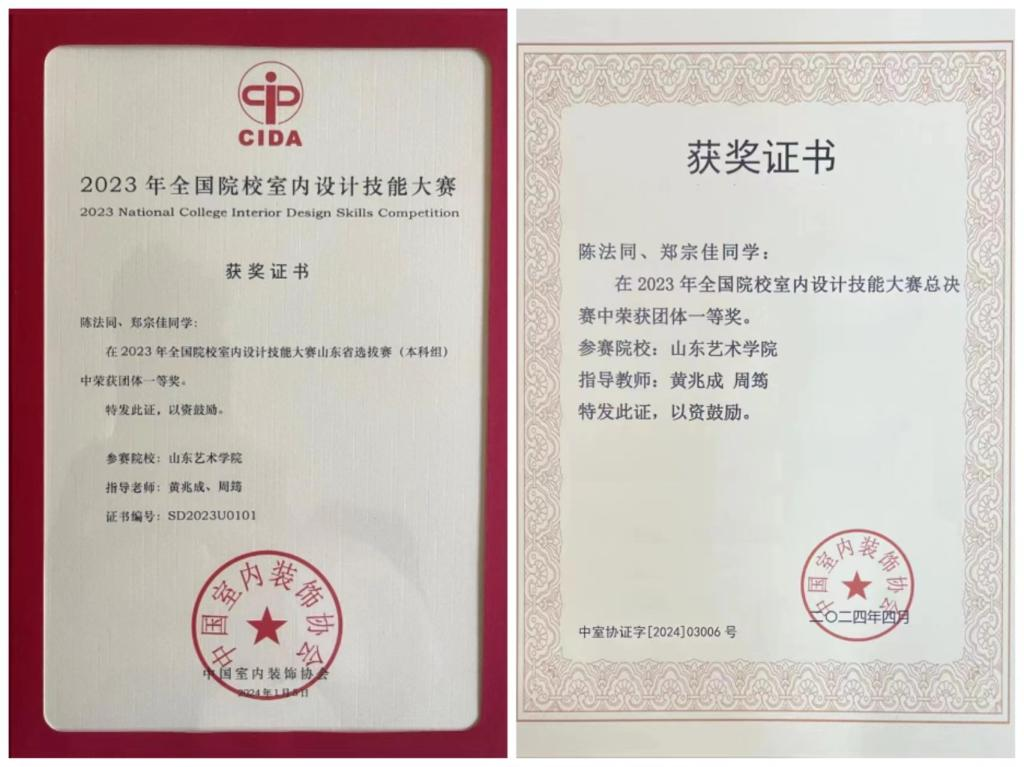 CIDA
2023 年全国院校室内设计技能大赛
2023 National College Interior Design Skills Competition
获奖证书
陈法同、郑宗佳同学:
在 2023 年全国院校室内设计技能大赛山东省选拔赛（本科组）
中荣获团体一等奖。
特发此证，以资鼓励。
参赛院校：山东艺术学院
指导老师：黄兆成、周筠
证书编号：SD2023U0101
中国室内装饰协会
中国室内装饰协会
2024年1月5日
获奖证书
陈法同、郑宗佳同学：
在 2023 年全国院校室内设计技能大赛总决
赛中荣获团体一等奖。
参赛院校：山东艺术学院
指导教师：黄兆成 周筠
特发此证，以资鼓励。
中国室内装饰协会
二〇二四年四月
中室协证字[2024]03006 号